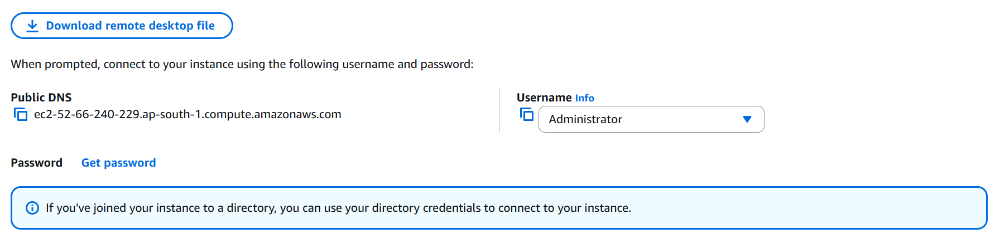 Download remote desktop file
When prompted, connect to your instance using the following username and password:
Public DNS
ec2-52-66-240-229.ap-south-1.compute.amazonaws.com
Username Info
Administrator
Password Get password
If you've joined your instance to a directory, you can use your directory credentials to connect to your instance.